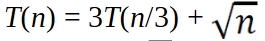 T(n) = 3T(n/3) + √n